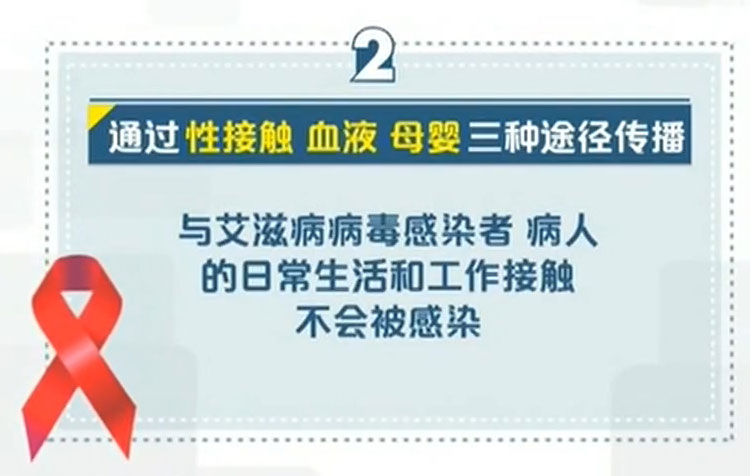 2
通过 性接触 血液 母婴 三种途径传播
与艾滋病病毒感染者 病人
的日常生活和工作接触
不会被感染